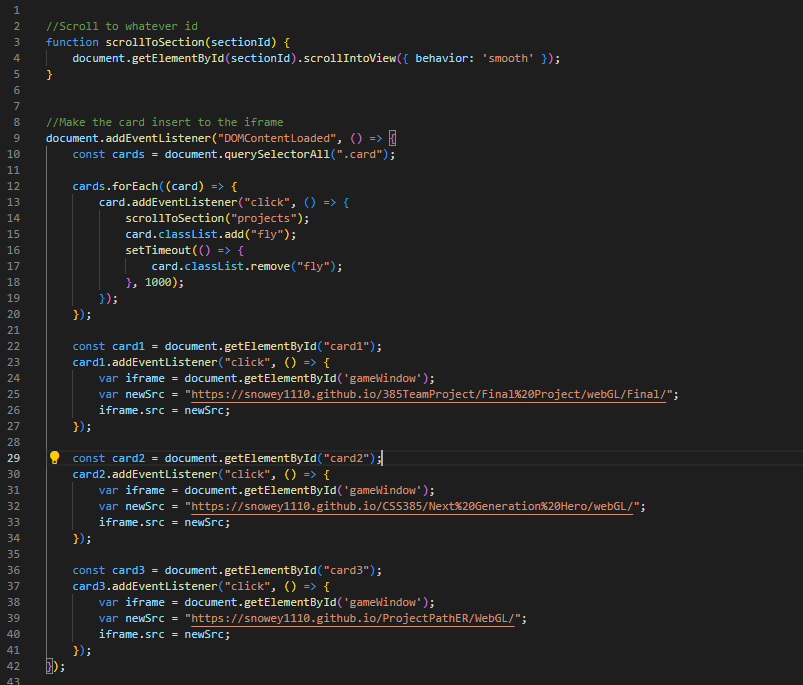 1
2 //Scroll to whatever id
3 function scrollToSection(sectionId) {
4     document.getElementById(sectionId).scrollIntoView({ behavior: 'smooth' });
5 }
6
7
8 //Make the card insert to the iframe
9 document.addEventListener("DOMContentLoaded", () => {
10     const cards = document.querySelectorAll(".card");
11
12     cards.forEach((card) => {
13         card.addEventListener("click", () => {
14             scrollToSection("projects");
15             card.classList.add("fly");
16             setTimeout(() => {
17                 card.classList.remove("fly");
18             }, 1000);
19         });
20     });
21
22     const card1 = document.getElementById("card1");
23     card1.addEventListener("click", () => {
24         var iframe = document.getElementById('gameWindow');
25         var newSrc = "https://snowey1110.github.io/385TeamProject/Final%20Project/webGL/Final/";
26         iframe.src = newSrc;
27     });
28
29     const card2 = document.getElementById("card2");
30     card2.addEventListener("click", () => {
31         var iframe = document.getElementById('gameWindow');
32         var newSrc = "https://snowey1110.github.io/CSS385/Next%20Generation%20Hero/webGL/";
33         iframe.src = newSrc;
34     });
35
36     const card3 = document.getElementById("card3");
37     card3.addEventListener("click", () => {
38         var iframe = document.getElementById('gameWindow');
39         var newSrc = "https://snowey1110.github.io/ProjectPathER/WebGL/";
40         iframe.src = newSrc;
41     });
42 });
43